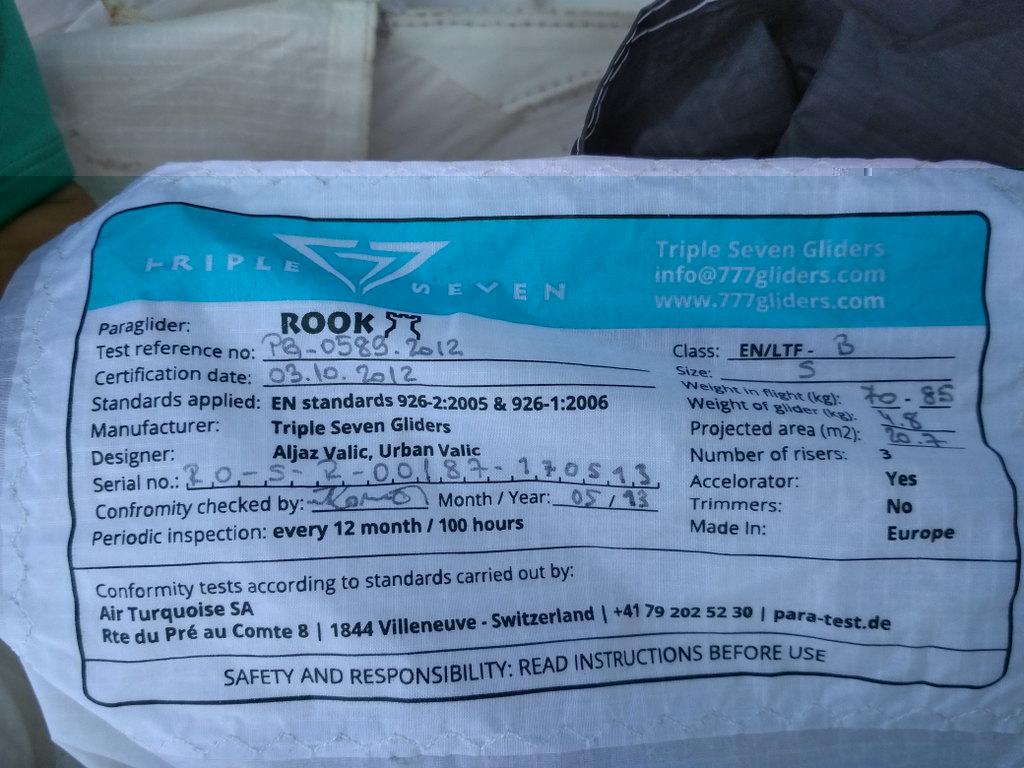 TRIPLE SEVEN
Triple Seven Gliders
info@777gliders.com
www.777gliders.com
Paraglider: ROOK
Test reference no: PG-0589.2012
Certification date: 03.10.2012
Standards applied: EN standards 926-2:2005 & 926-1:2006
Manufacturer: Triple Seven Gliders
Designer: Aljaz Valic, Urban Valic
Serial no.: RO-S-R-00187-170513
Confromity checked by: Month / Year: 05/13
Periodic inspection: every 12 month / 100 hours
Class: EN/LTF - B
Size: S
Weight in flight (kg): 70 - 85
Weight of glider (kg): 4.8
Projected area (m2): 20.7
Number of risers: 3
Accelorator: Yes
Trimmers: No
Made In: Europe
Conformity tests according to standards carried out by:
Air Turquoise SA
Rte du Pré au Comte 8 | 1844 Villeneuve - Switzerland | +41 79 202 52 30 | para-test.de
SAFETY AND RESPONSIBILITY: READ INSTRUCTIONS BEFORE USE